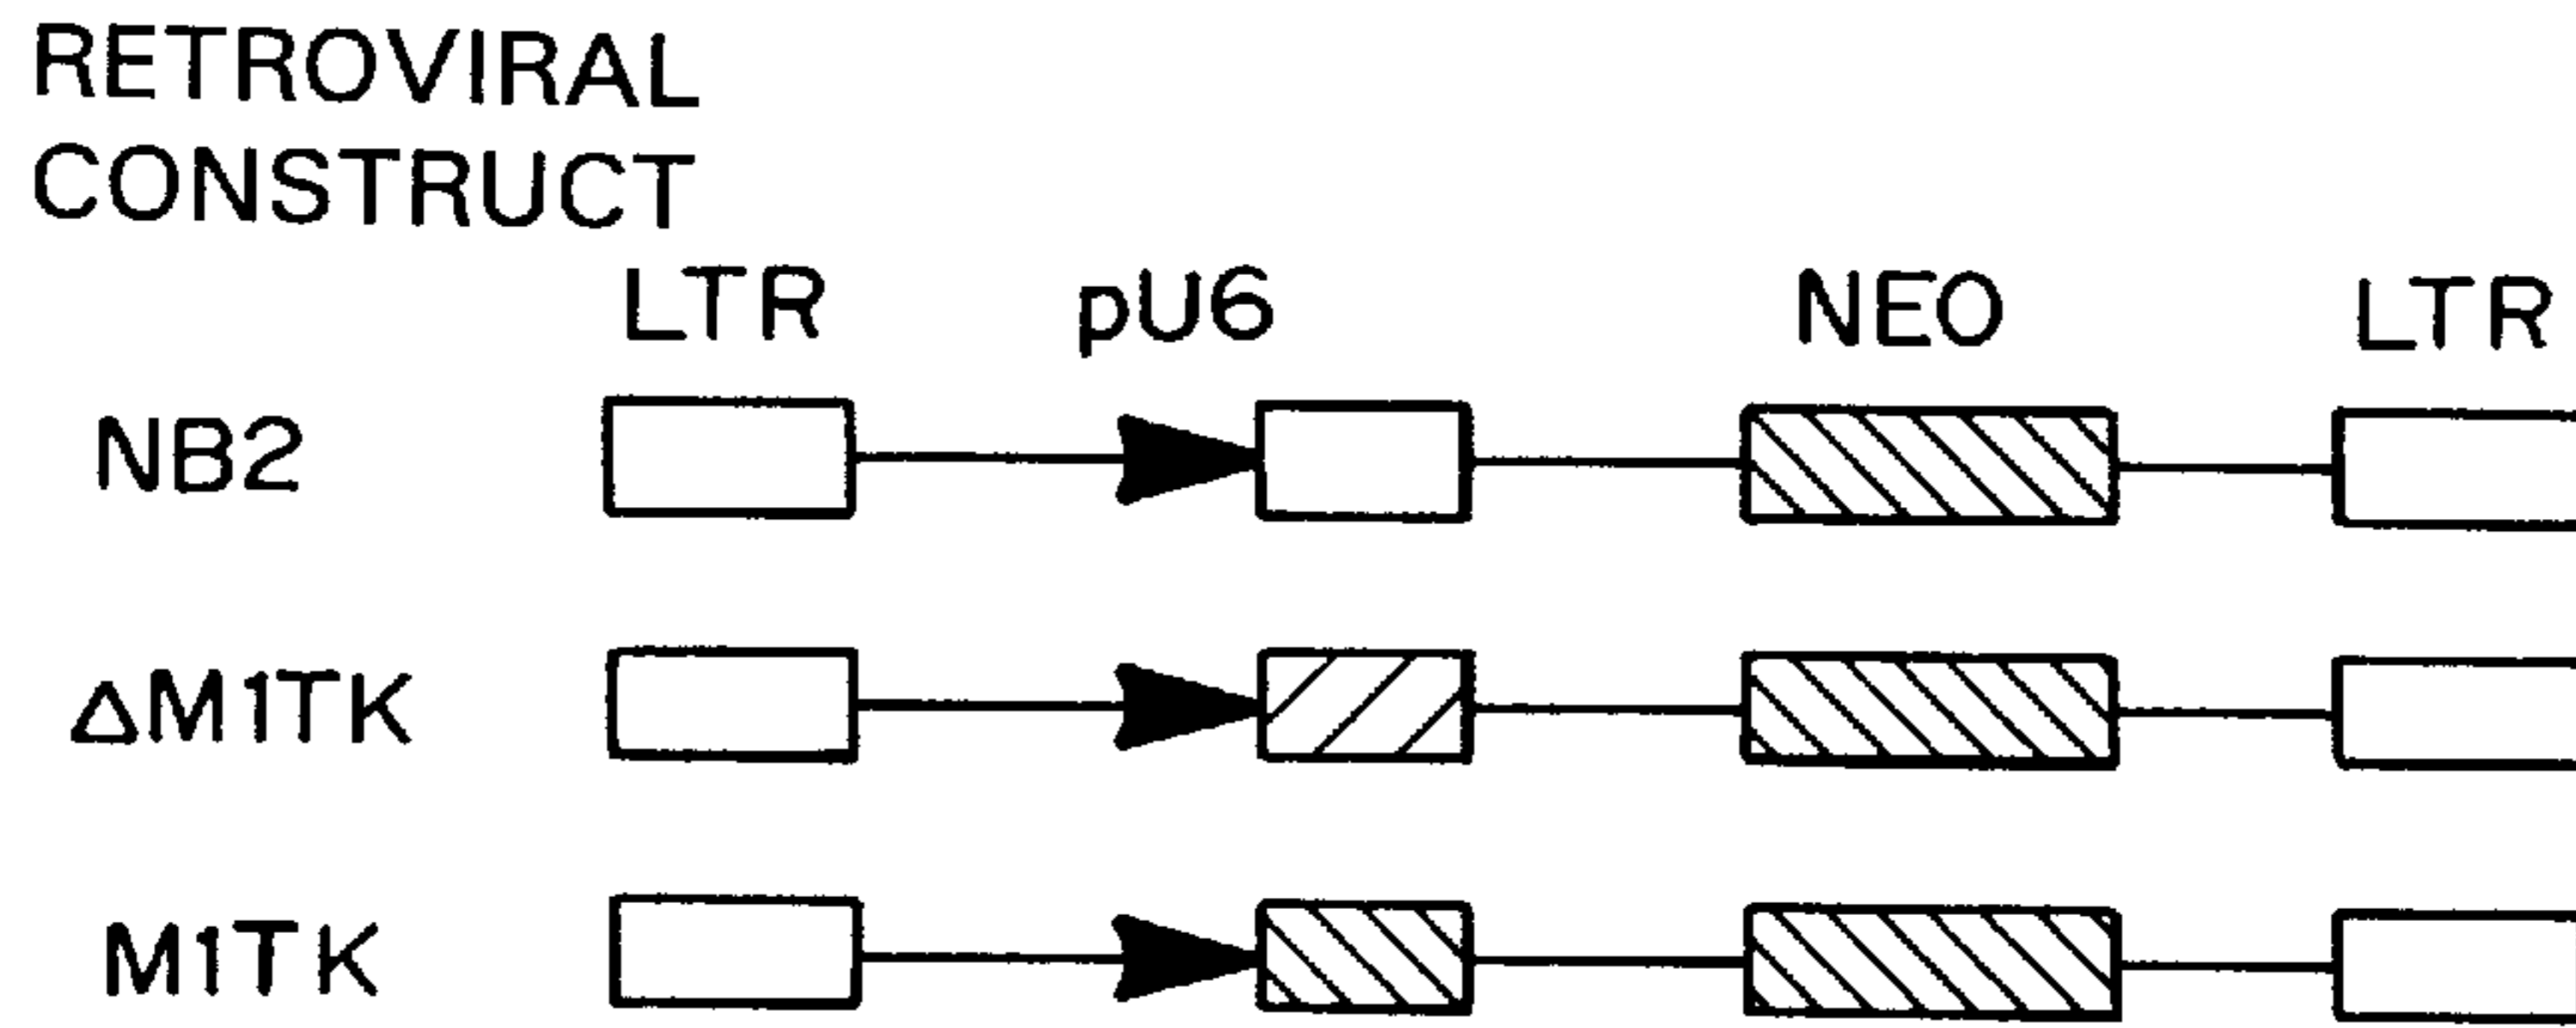 RETROVIRAL
CONSTRUCT
LTR pU6 NEO LTR
NB2
ΔM1TK
M1TK